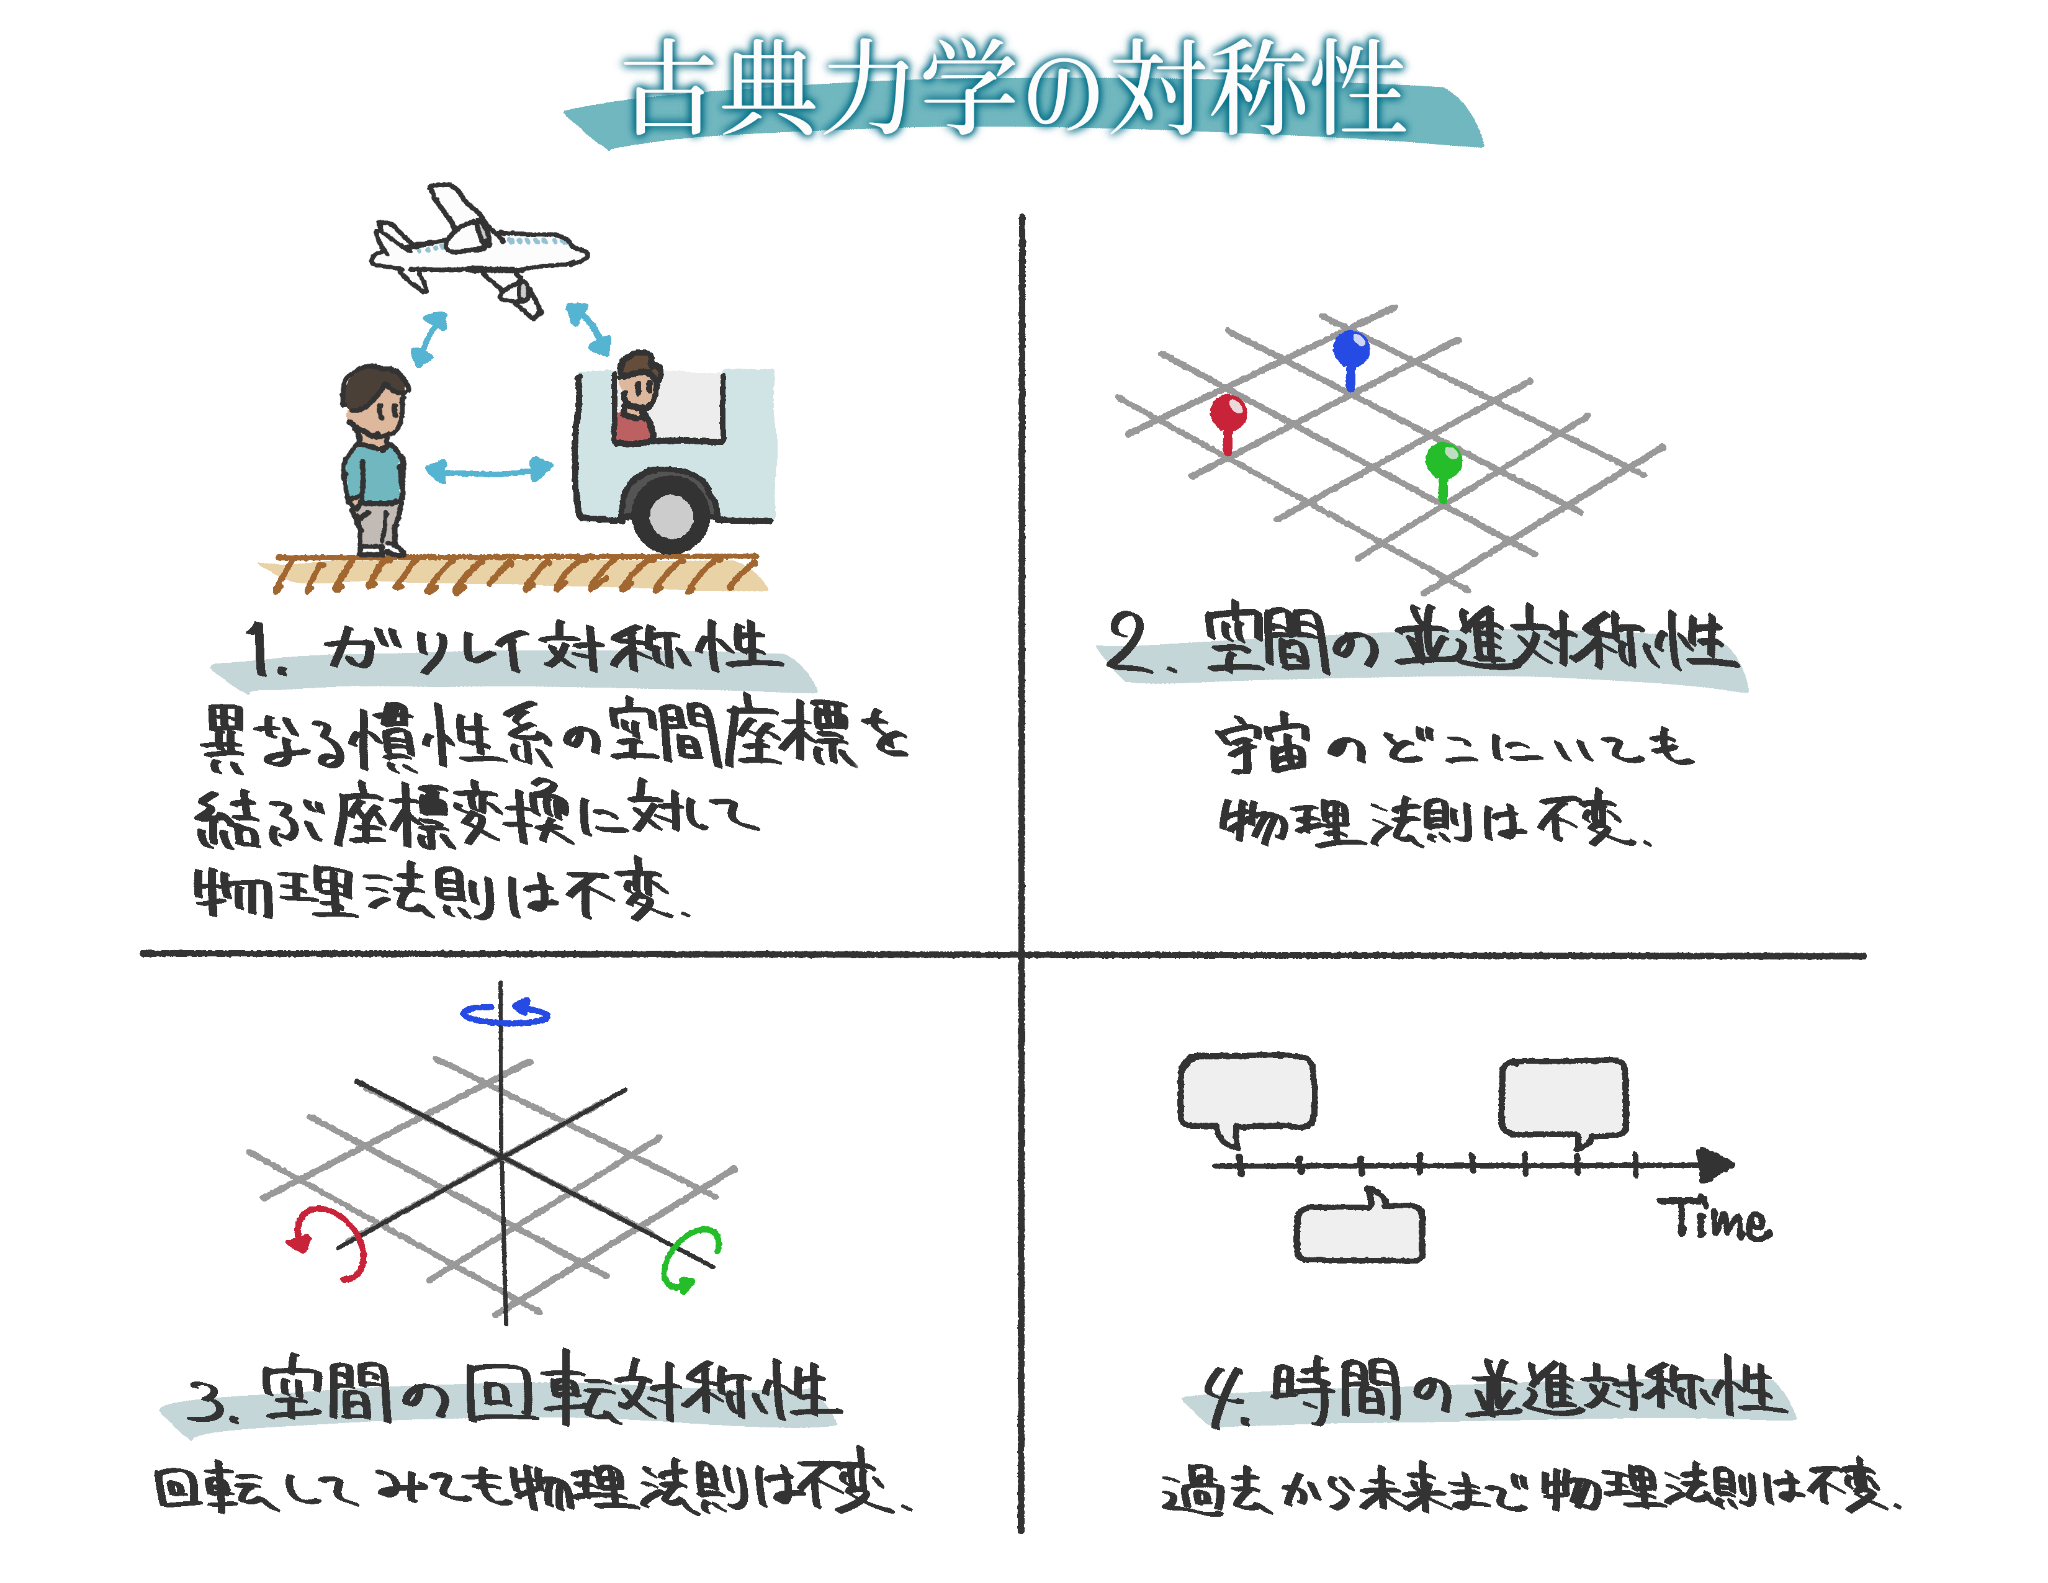 古典力学の対称性
1. ガリレイ対称性
異なる慣性系の空間座標を
結ぶ座標変換に対して
物理法則は不変.
2. 空間の並進対称性
宇宙のどこにいても
物理法則は不変.
3. 空間の回転対称性
回転してみても物理法則は不変.
Time
4. 時間の並進対称性
過去から未来まで物理法則は不変.